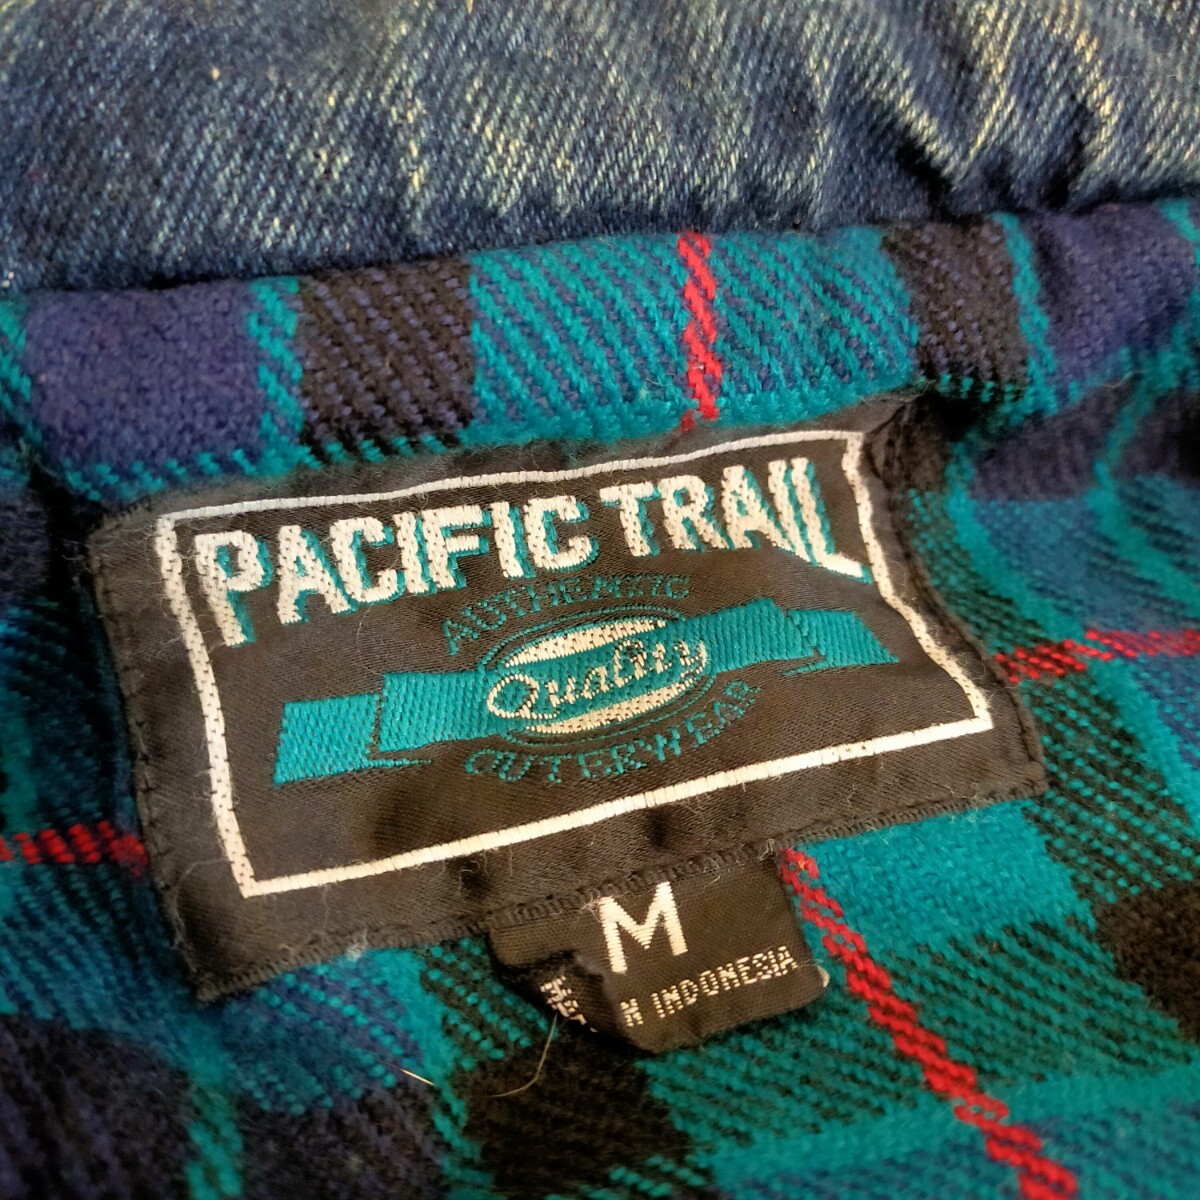 PACIFIC TRAIL
AUTHENTIC
Quality
OUTERWEAR
M
N INDONESIA